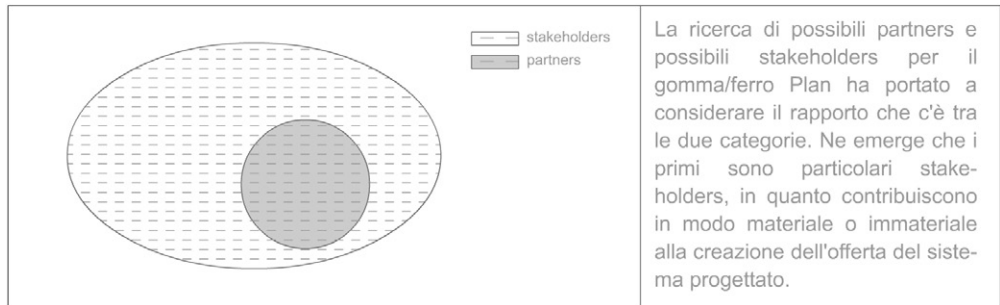 stakeholders
partners
La ricerca di possibili partners e
possibili stakeholders per il
gomma/ferro Plan ha portato a
considerare il rapporto che c'è tra
le due categorie. Ne emerge che i
primi sono particolari stake-
holders, in quanto contribuiscono
in modo materiale o immateriale
alla creazione dell'offerta del siste-
ma progettato.